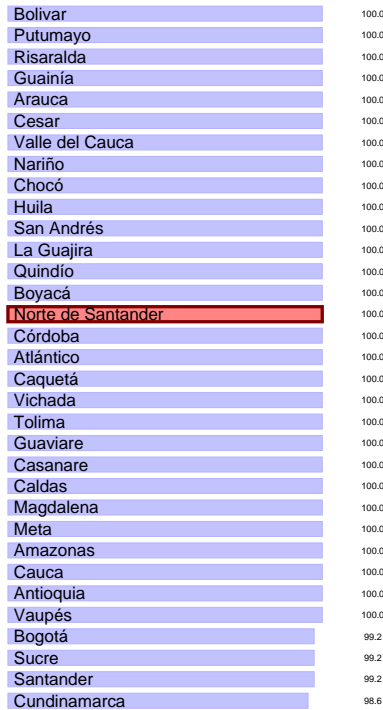 Bolivar 100.0
Putumayo 100.0
Risaralda 100.0
Guainía 100.0
Arauca 100.0
Cesar 100.0
Valle del Cauca 100.0
Nariño 100.0
Chocó 100.0
Huila 100.0
San Andrés 100.0
La Guajira 100.0
Quindío 100.0
Boyacá 100.0
Norte de Santander 100.0
Córdoba 100.0
Atlántico 100.0
Caquetá 100.0
Vichada 100.0
Tolima 100.0
Guaviare 100.0
Casanare 100.0
Caldas 100.0
Magdalena 100.0
Meta 100.0
Amazonas 100.0
Cauca 100.0
Antioquia 100.0
Vaupés 100.0
Bogotá 99.2
Sucre 99.2
Santander 99.2
Cundinamarca 98.6